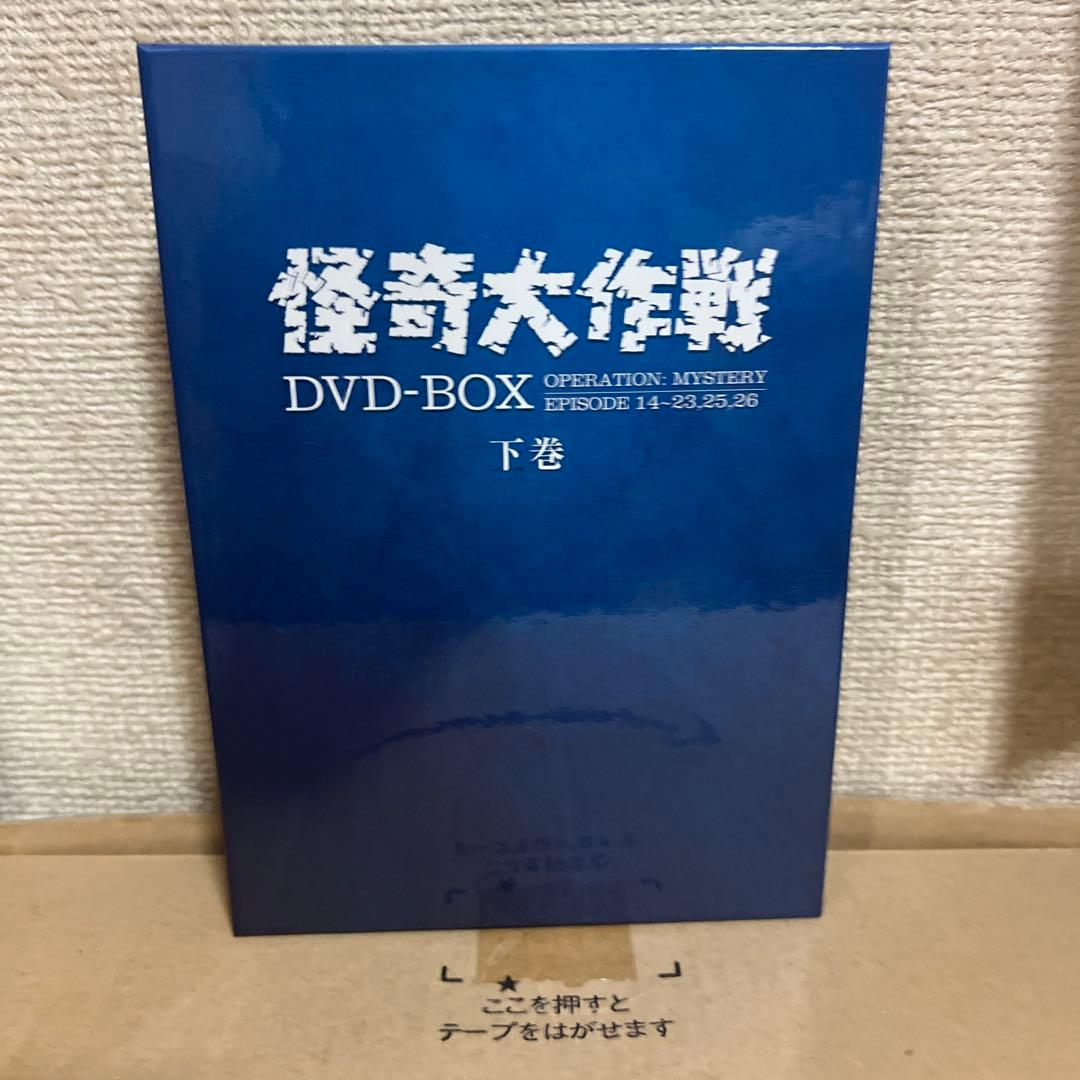 怪奇大作戦
DVD-BOX
OPERATION: MYSTERY
EPISODE 14~23,25,26
下巻
★
ここを押すと
テープをはがせます